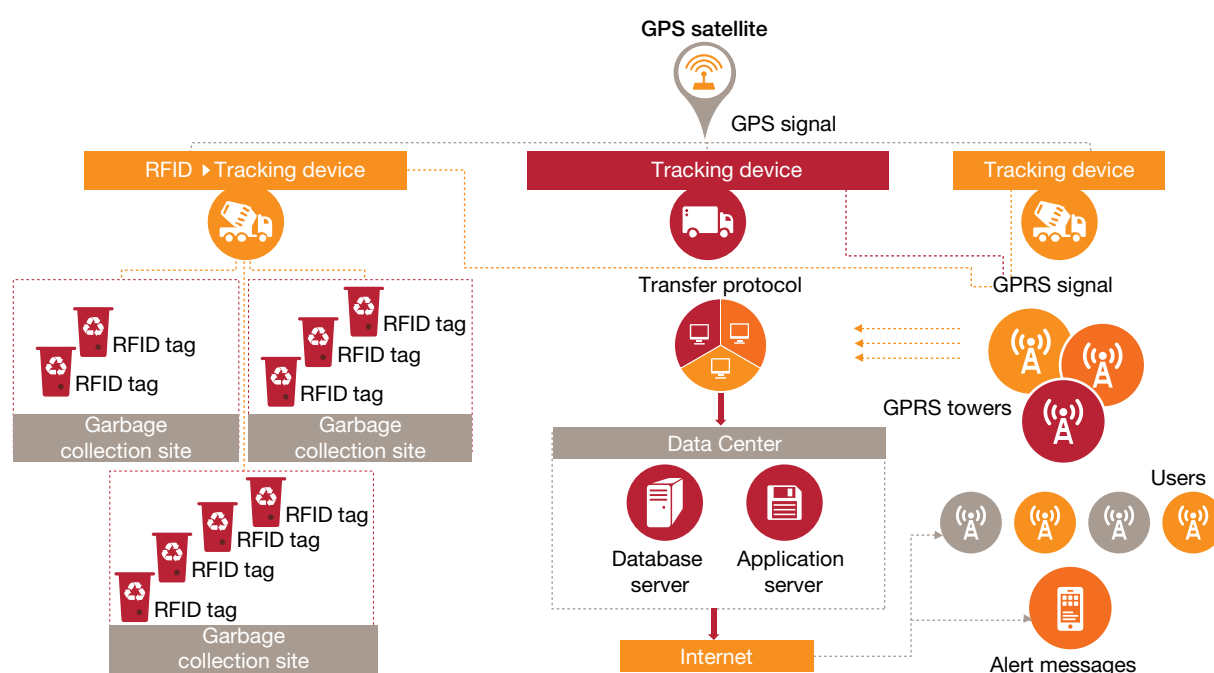 GPS satellite
GPS signal
RFID ▸ Tracking device
Tracking device
Tracking device
Transfer protocol
GPRS signal
RFID tag
RFID tag
RFID tag
RFID tag
RFID tag
Garbage
collection site
Garbage
collection site
GPRS towers
Data Center
RFID tag
RFID tag
RFID tag
RFID tag
Garbage
collection site
Database
server
Application
server
Users
Internet
Alert messages